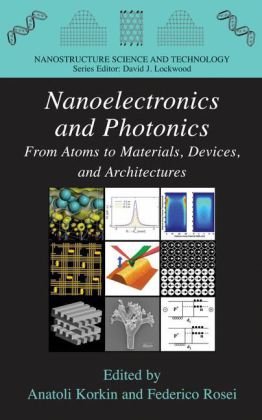 NANOSTRUCTURE SCIENCE AND TECHNOLOGY
Series Editor: David J. Lockwood
Nanoelectronics
and Photonics
From Atoms to Materials, Devices,
and Architectures
Edited by
Anatoli Korkin and Federico Rosei